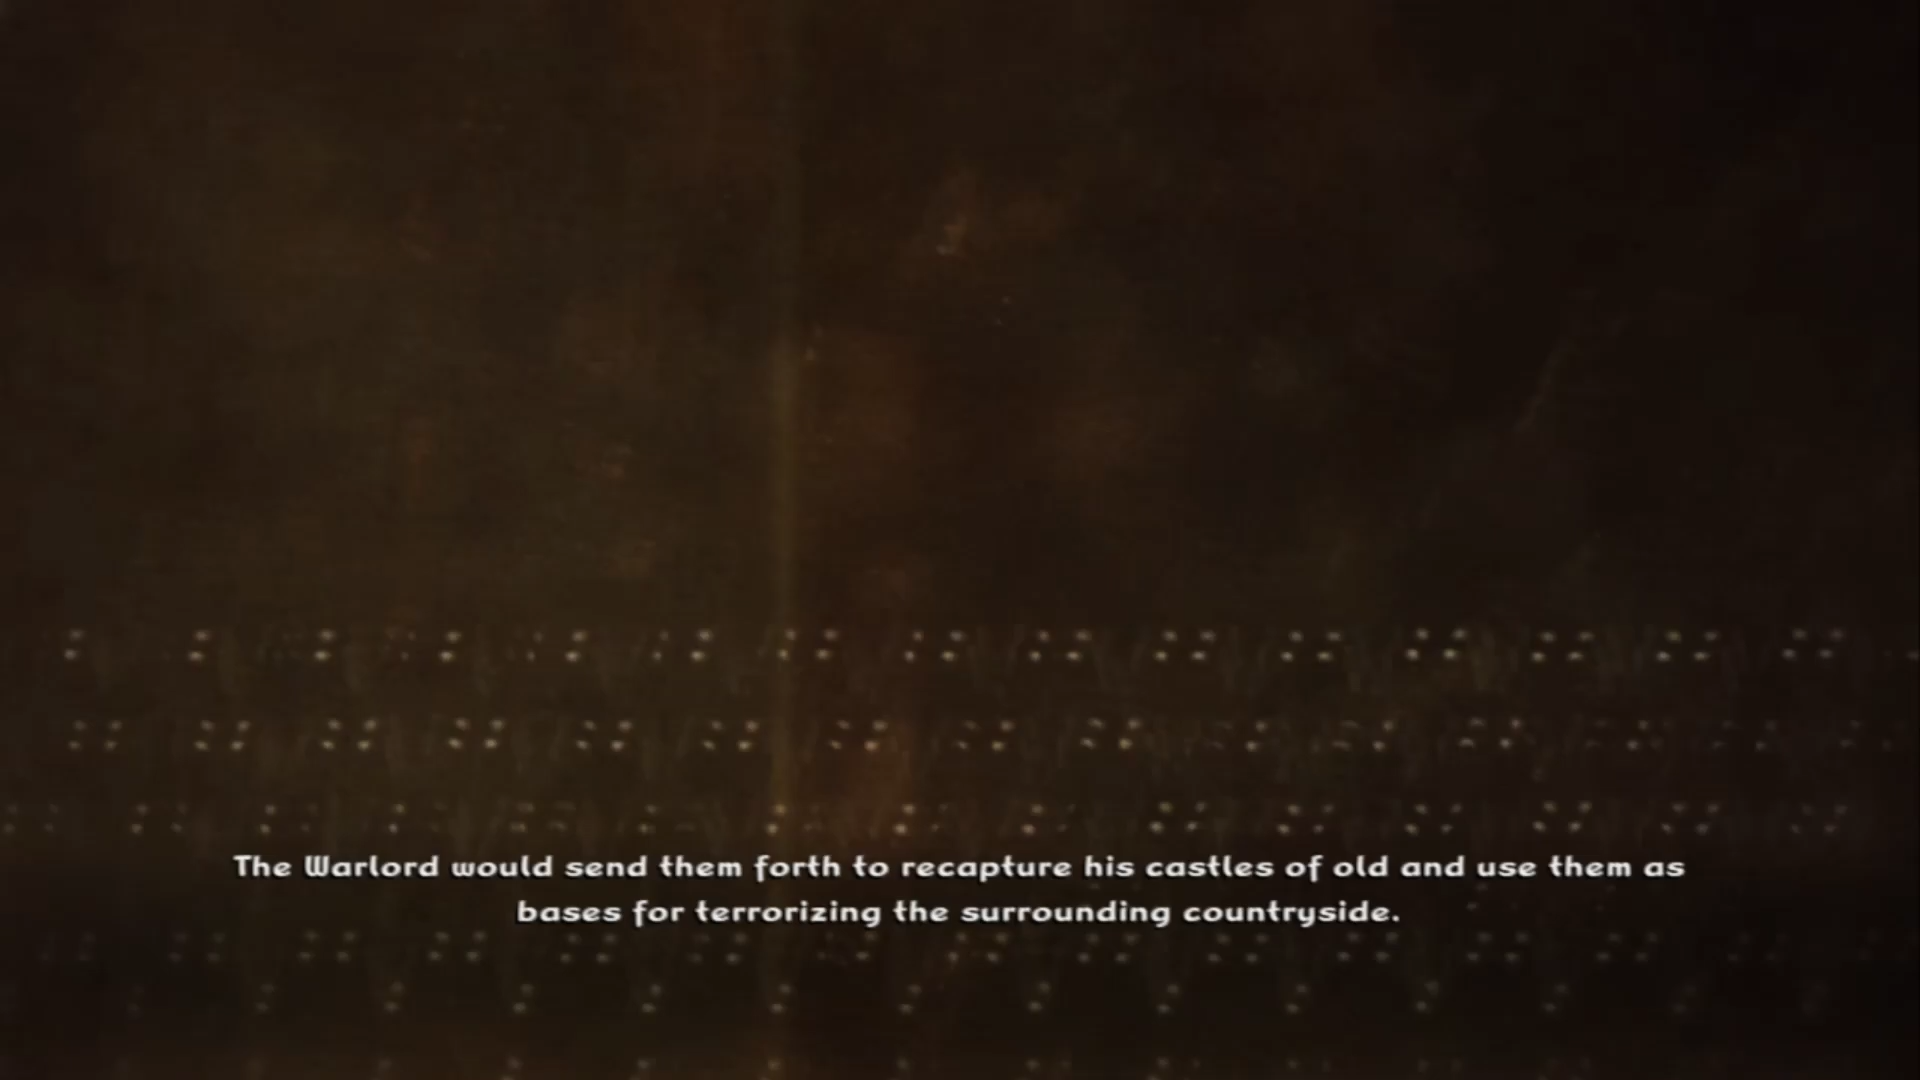 The Warlord would send them forth to recapture his castles of old and use them as
bases for terrorizing the surrounding countryside.